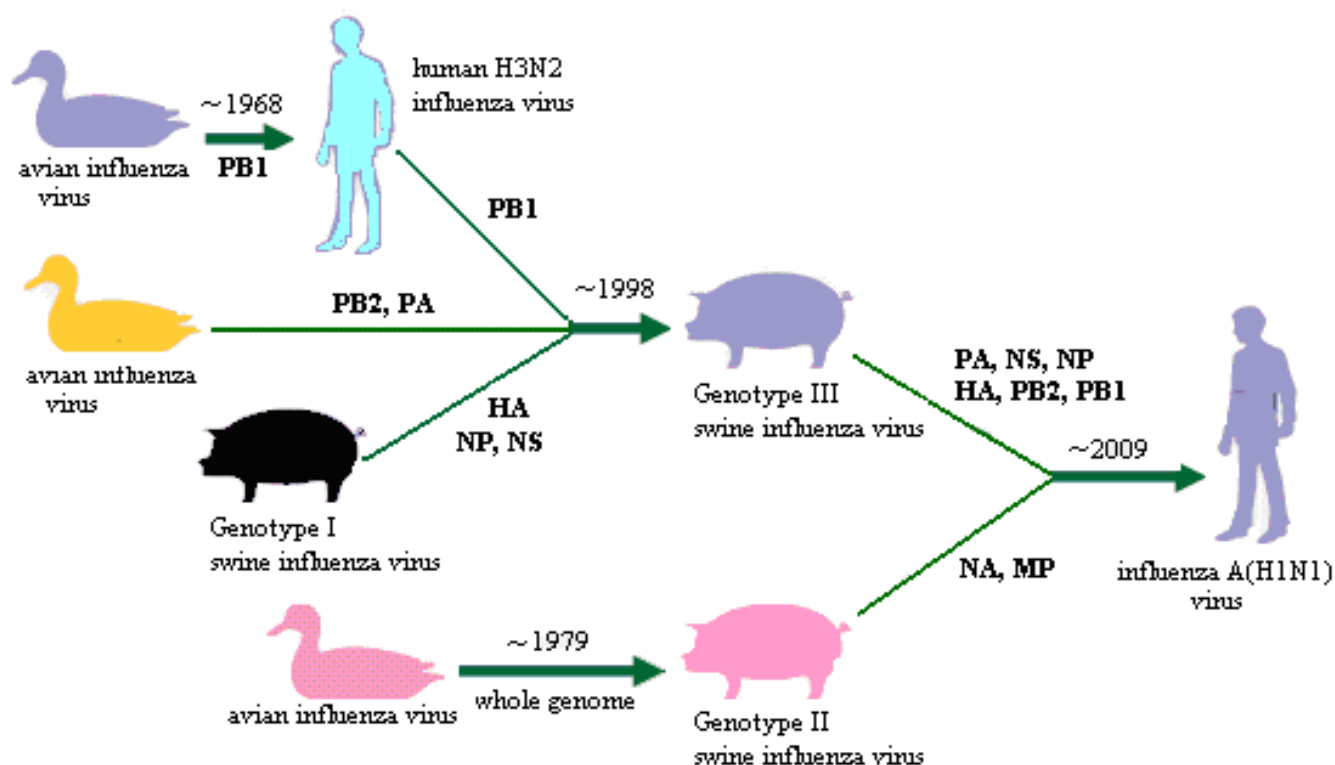 human H3N2
influenza virus
~1968
PB1
avian influenza
virus
PB1
~1998
PB2, PA
avian influenza
virus
HA
NP, NS
Genotype III
swine influenza virus
PA, NS, NP
HA, PB2, PB1
~2009
Genotype I
swine influenza virus
NA, MP
influenza A(H1N1)
virus
~1979
whole genome
avian influenza virus
Genotype II
swine influenza virus